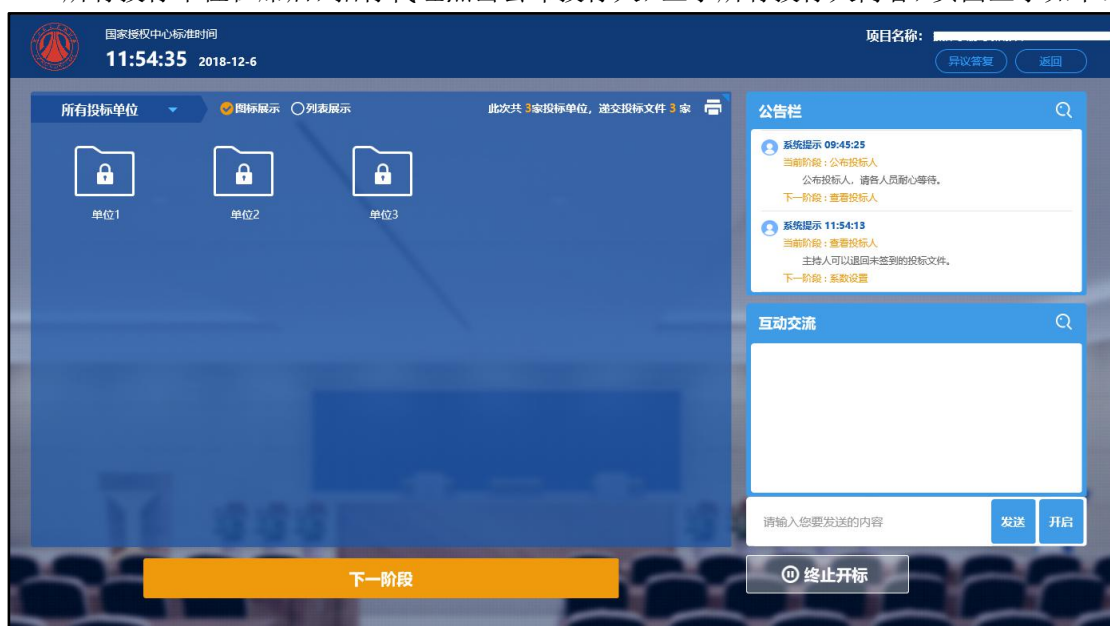 国家授权中心标准时间
11:54:35 2018-12-6
项目名称：
异议答复 返回
所有投标单位 图标展示 列表展示 此次共 3家投标单位，递交投标文件 3 家
单位1 单位2 单位3
公告栏
系统提示 09:45:25
当前阶段：公布投标人
公布投标人，请各人员耐心等待。
下一阶段：查看投标人
系统提示 11:54:13
当前阶段：查看投标人
主持人可以退回未签到的投标文件。
下一阶段：系数设置
互动交流
请输入您要发送的内容 发送 开启
下一阶段
终止开标